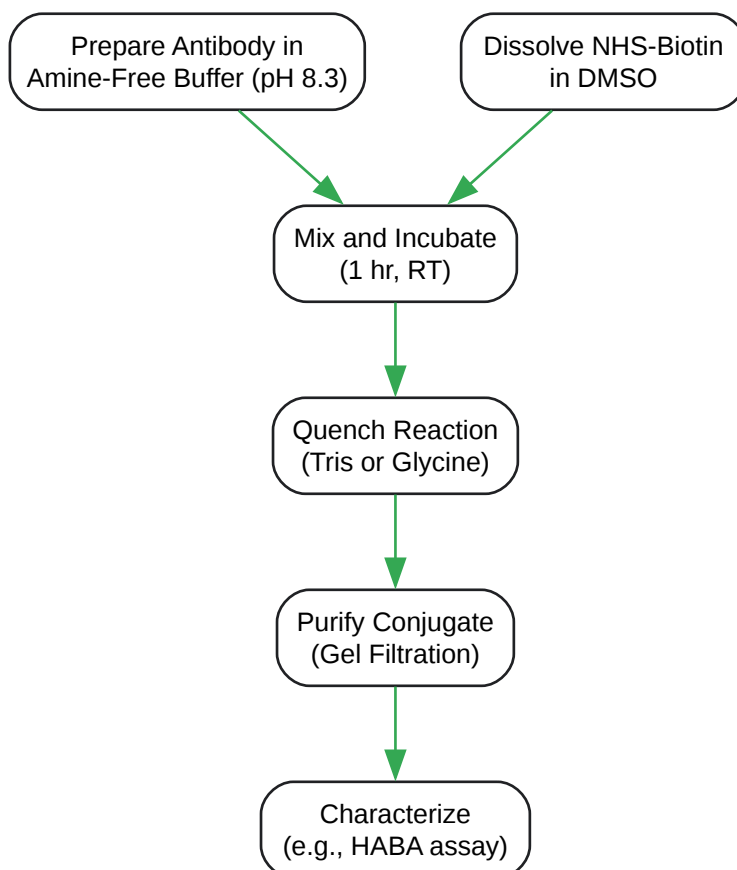 Prepare Antibody in
Amine-Free Buffer (pH 8.3)
Dissolve NHS-Biotin
in DMSO
Mix and Incubate
(1 hr, RT)
Quench Reaction
(Tris or Glycine)
Purify Conjugate
(Gel Filtration)
Characterize
(e.g., HABA assay)